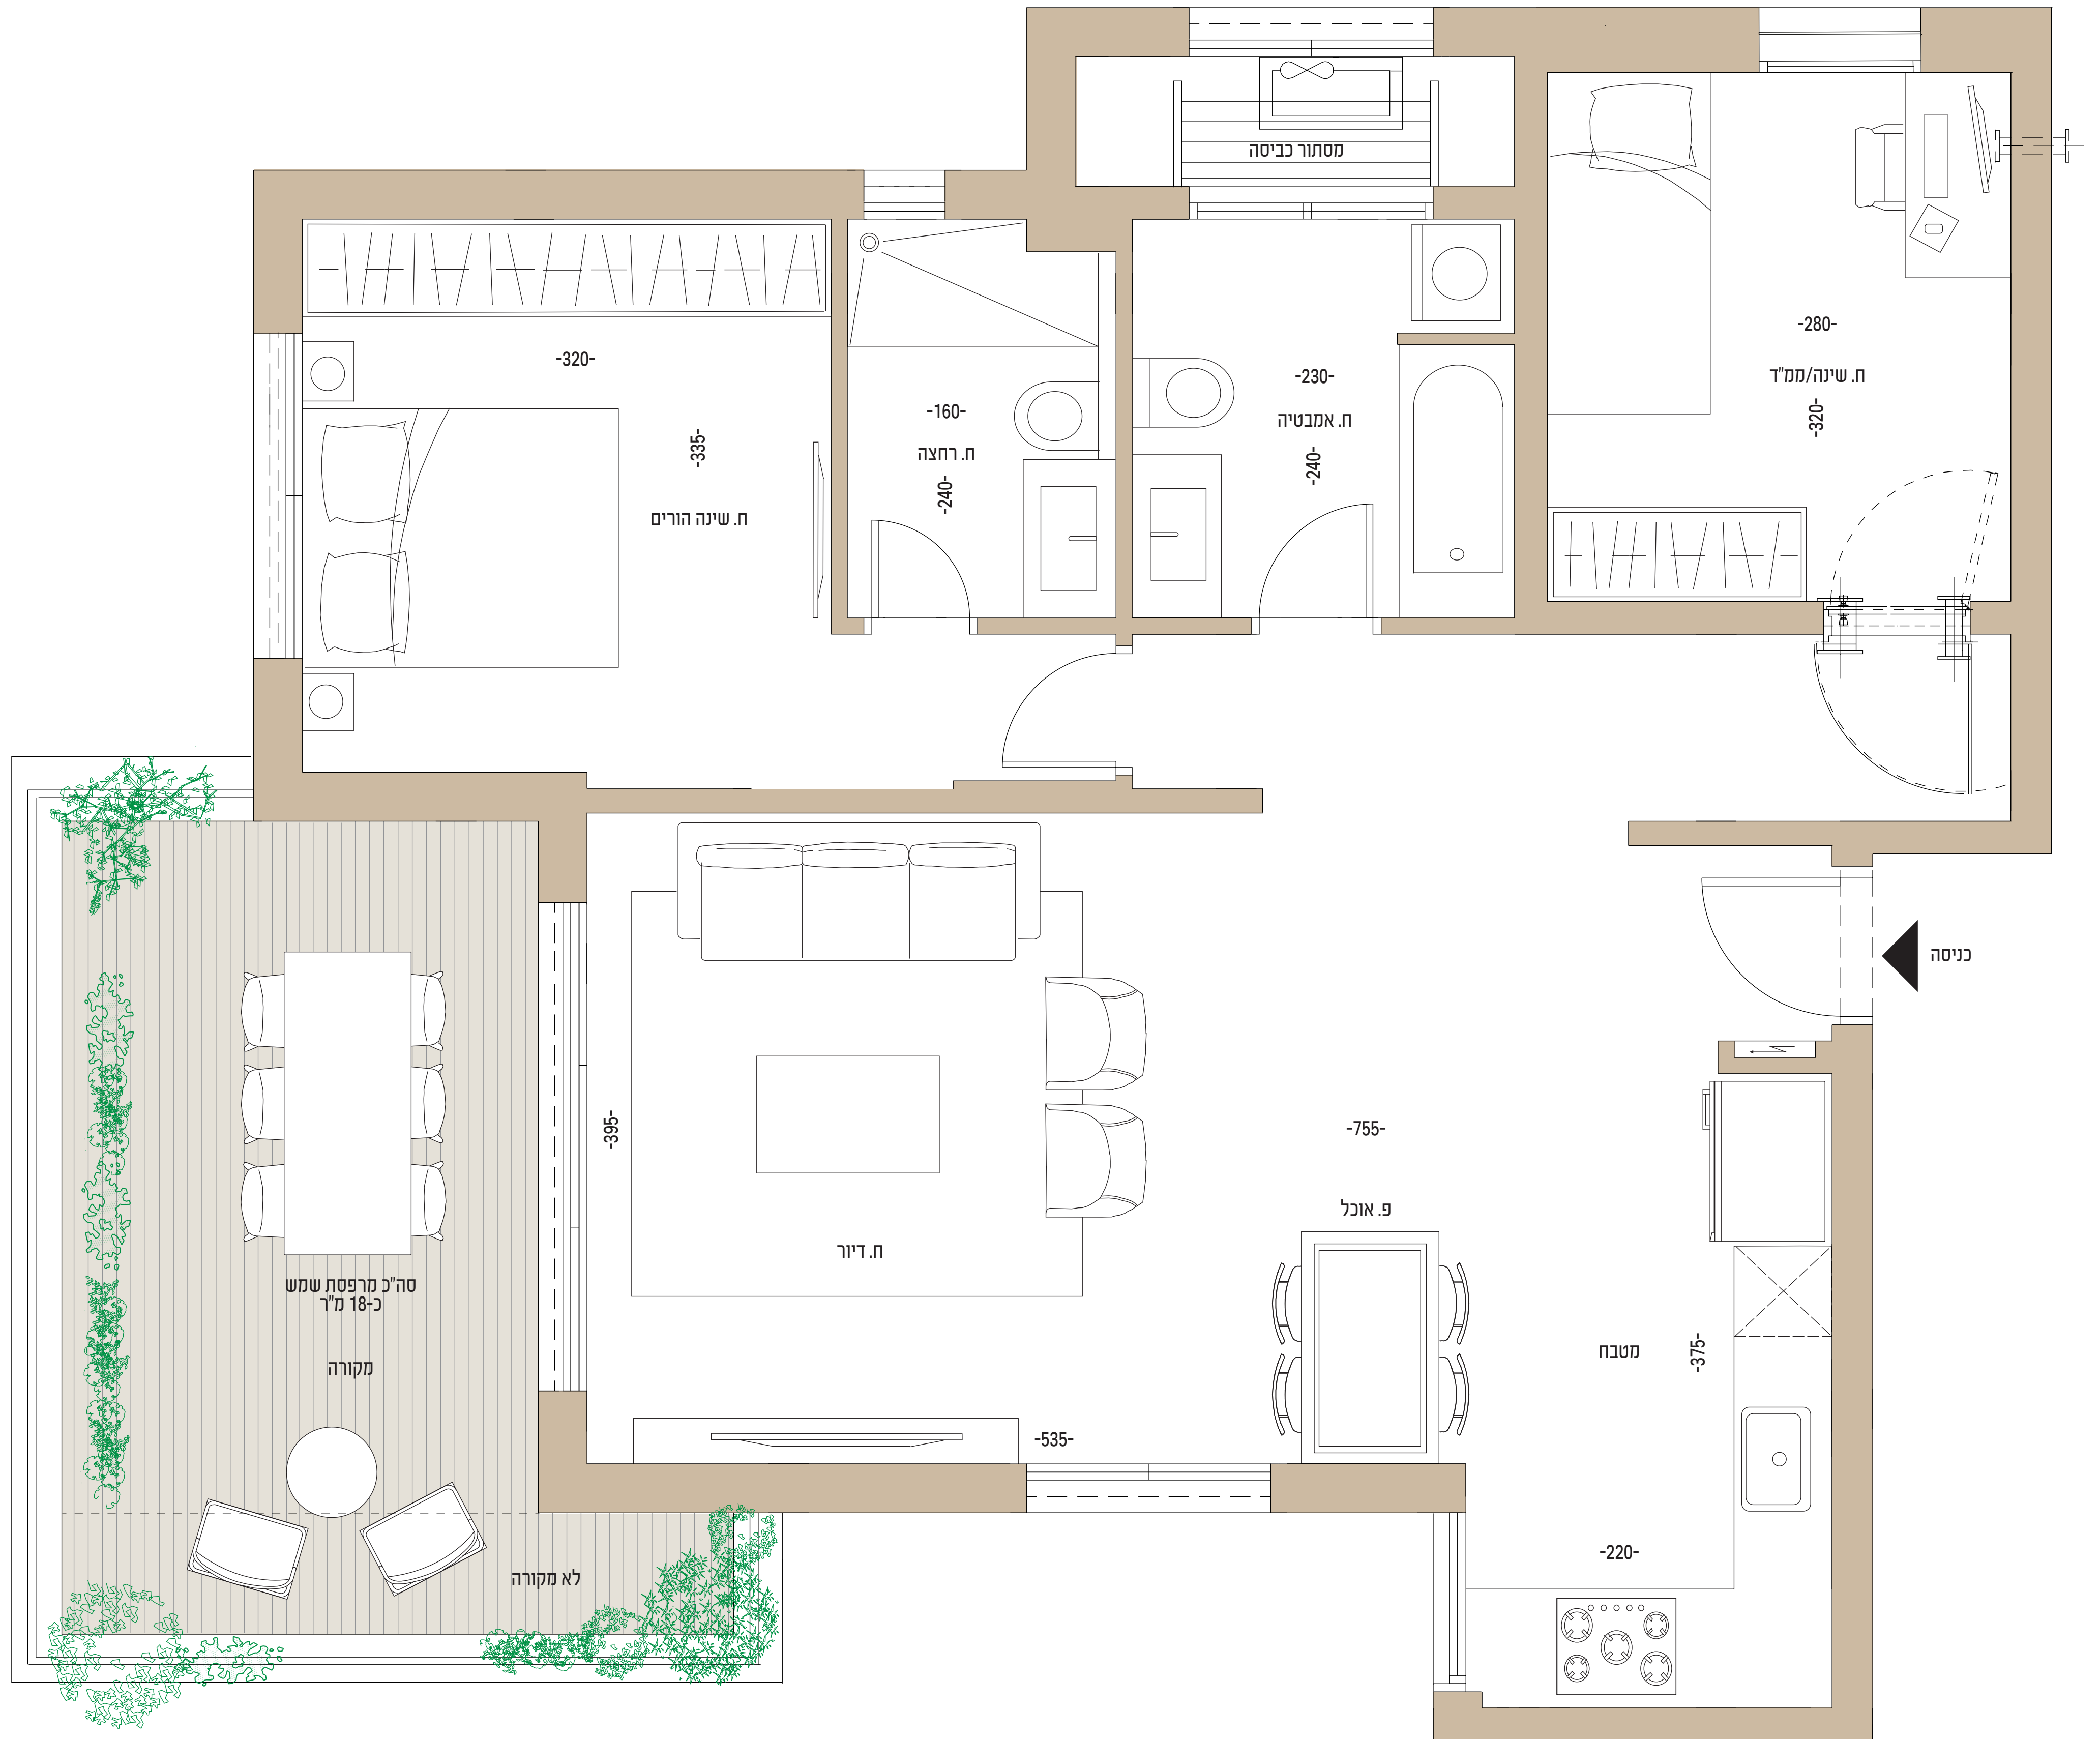 מסתור כביסה
-280-
ח. שינה/ממ"ד
-320-
-230-
ח. אמבטיה
-240-
-160-
ח. רחצה
-240-
-320-
-335-
ח. שינה הורים
כניסה
-755-
פ. אוכל
-395-
ח. דיור
מטבח
-375-
סה"כ מרפסת שמש
כ-18 מ"ר
מקורה
-535-
-220-
לא מקורה